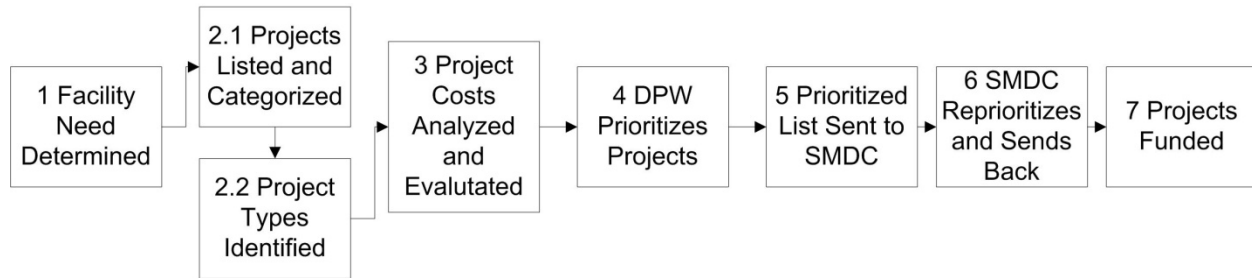 1 Facility
Need
Determined
2.1 Projects
Listed and
Categorized
2.2 Project
Types
Identified
3 Project
Costs
Analyzed
and
Evalutated
4 DPW
Prioritizes
Projects
5 Prioritized
List Sent to
SMDC
6 SMDC
Reprioritizes
and Sends
Back
7 Projects
Funded